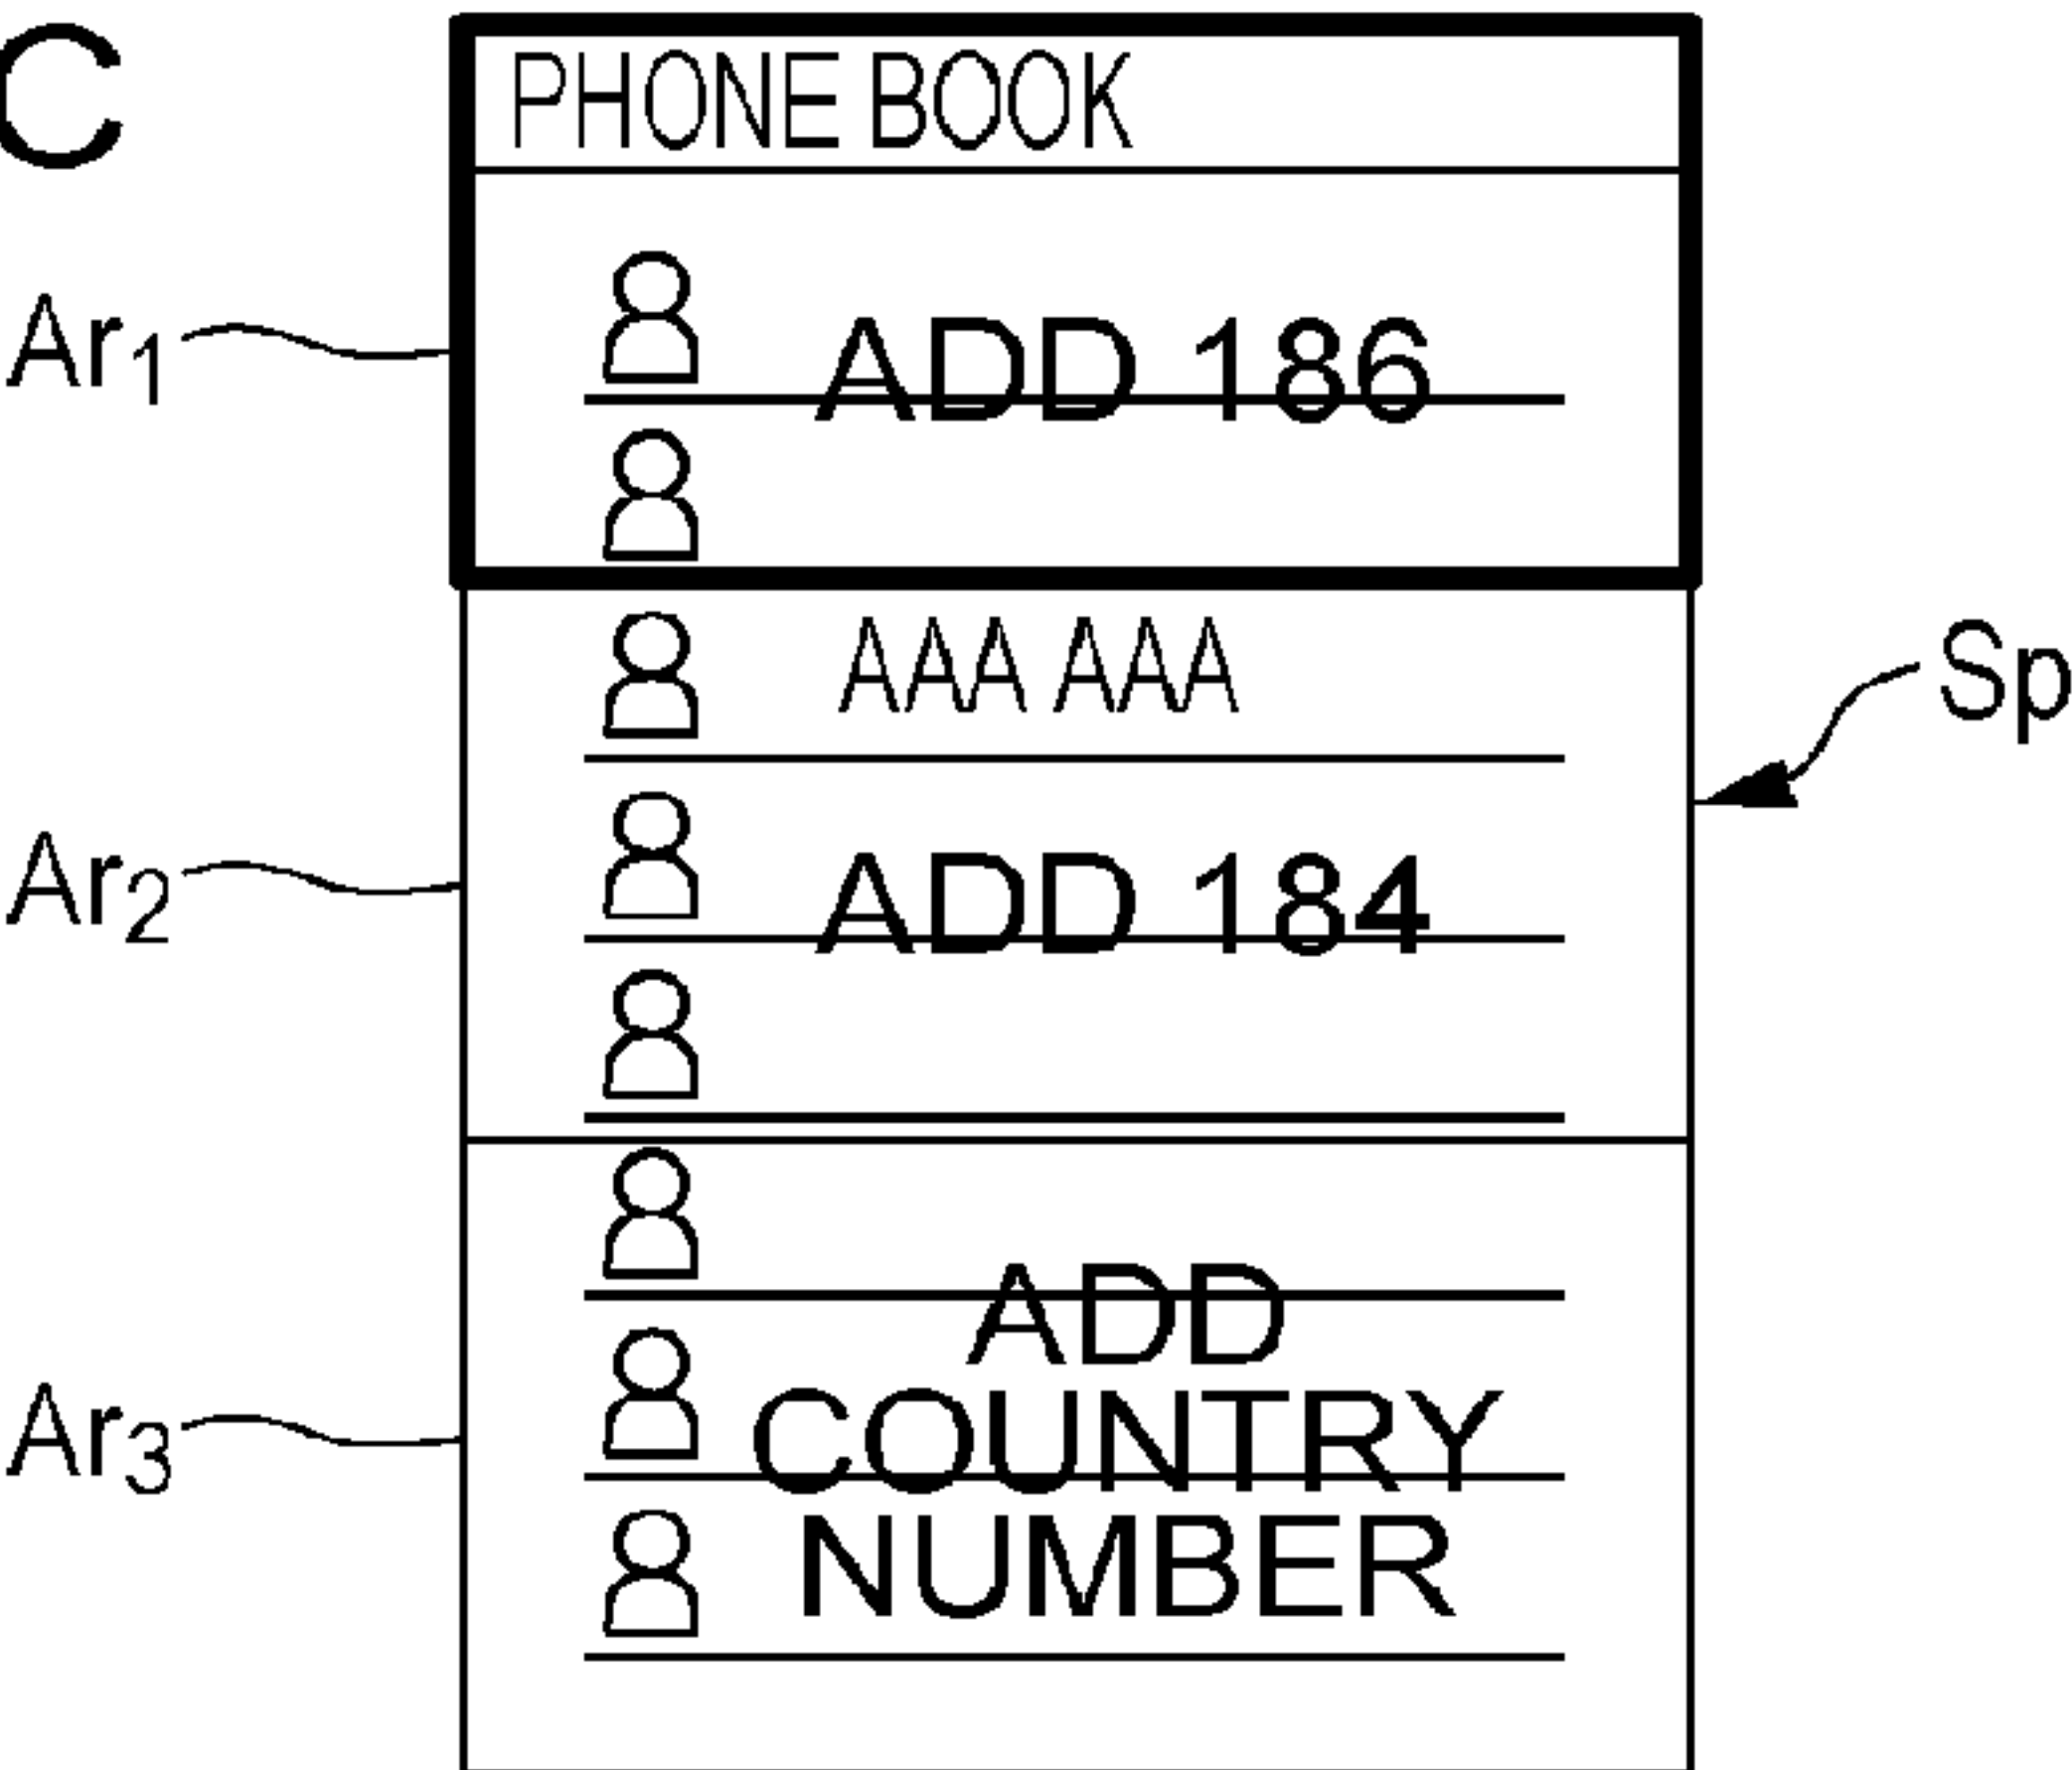 C
PHONE BOOK
Ar1
ADD 186
AAA AAA
Sp
Ar2
ADD 184
Ar3
ADD
COUNTRY
NUMBER